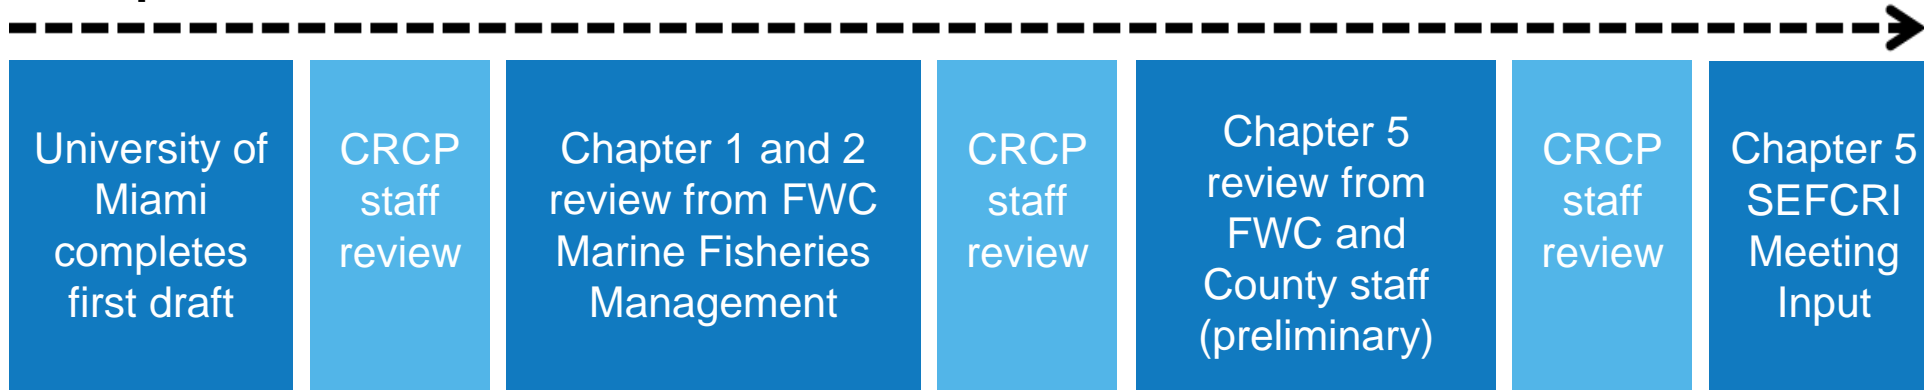 University of
Miami
completes
first draft
CRCP
staff
review
Chapter 1 and 2
review from FWC
Marine Fisheries
Management
CRCP
staff
review
Chapter 5
review from
FWC and
County staff
(preliminary)
CRCP
staff
review
Chapter 5
SEFCRI
Meeting
Input